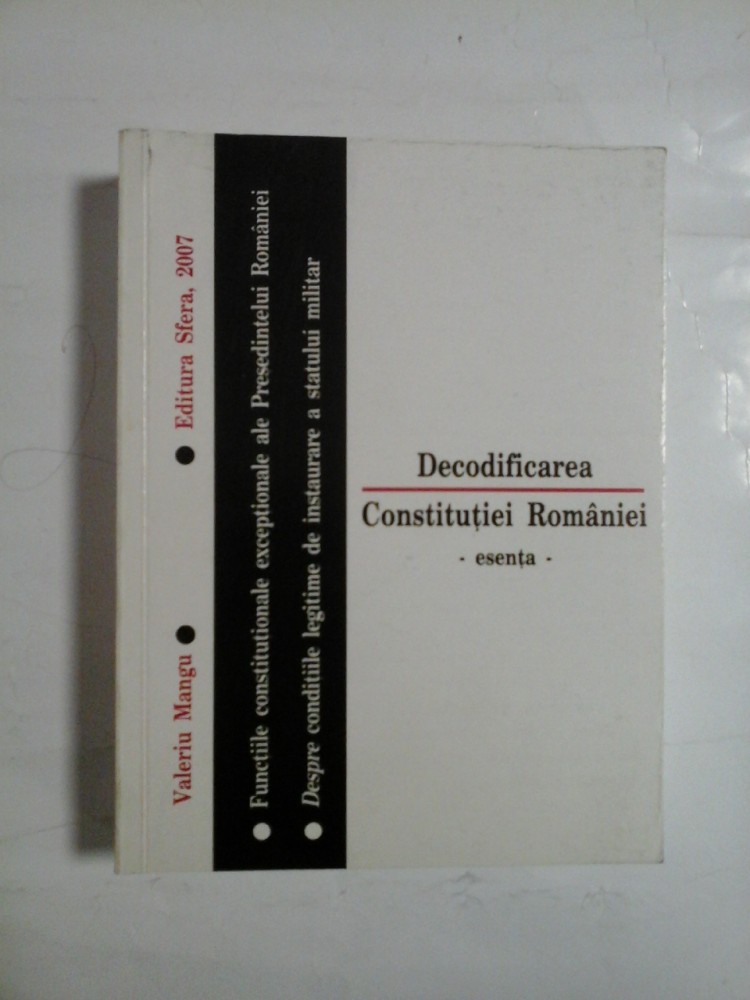 Valeriu Mangu ● ● Editura Sfera, 2007
● Funcțiile constituționale excepționale ale Președintelui României
● Despre condițiile legitime de instaurare a statului militar
Decodificarea
Constituției României
- esența -